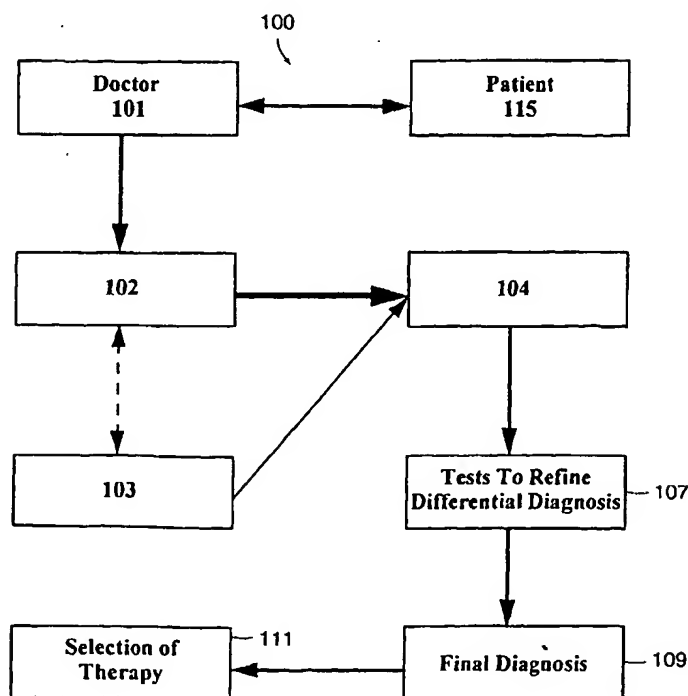 100
Doctor
101
Patient
115
102
104
103
Tests To Refine
Differential Diagnosis
107
Selection of
Therapy
111
Final Diagnosis
109